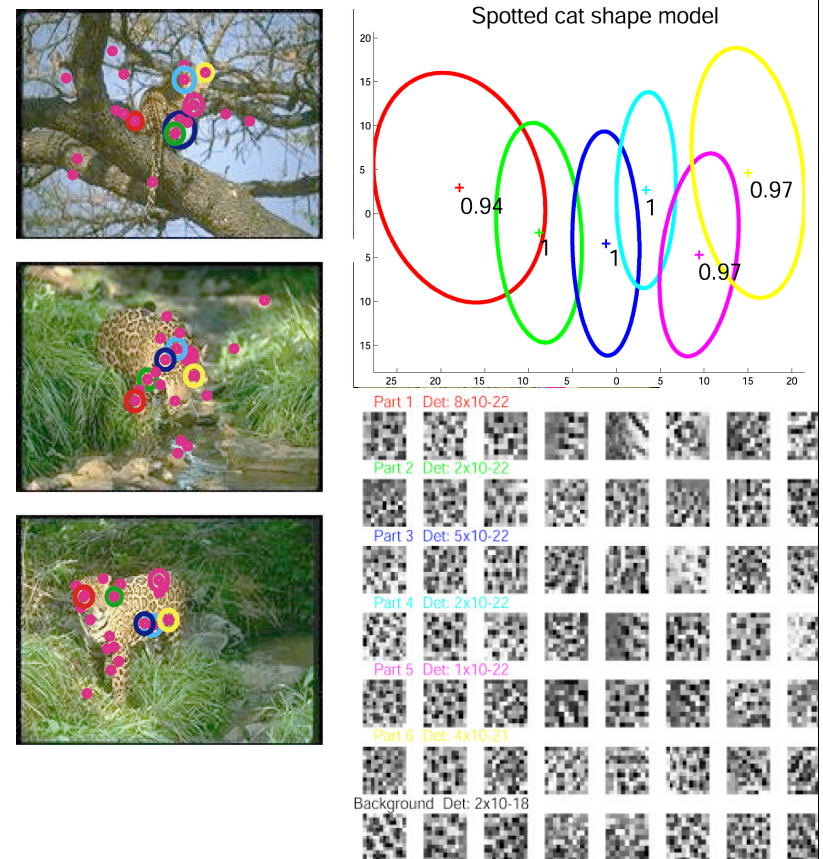 Spotted cat shape model
20
15
10
5
0
5
10
15
0.94
1
1
1
0.97
0.97
25 20 15 10 5 0 5 10 15 20
Part 1 Det: 8x10-22
Part 2 Det: 2x10-22
Part 3 Det: 5x10-22
Part 4 Det: 2x10-22
Part 5 Det: 1x10-22
Part 6 Det: 4x10-21
Background Det: 2x10-18